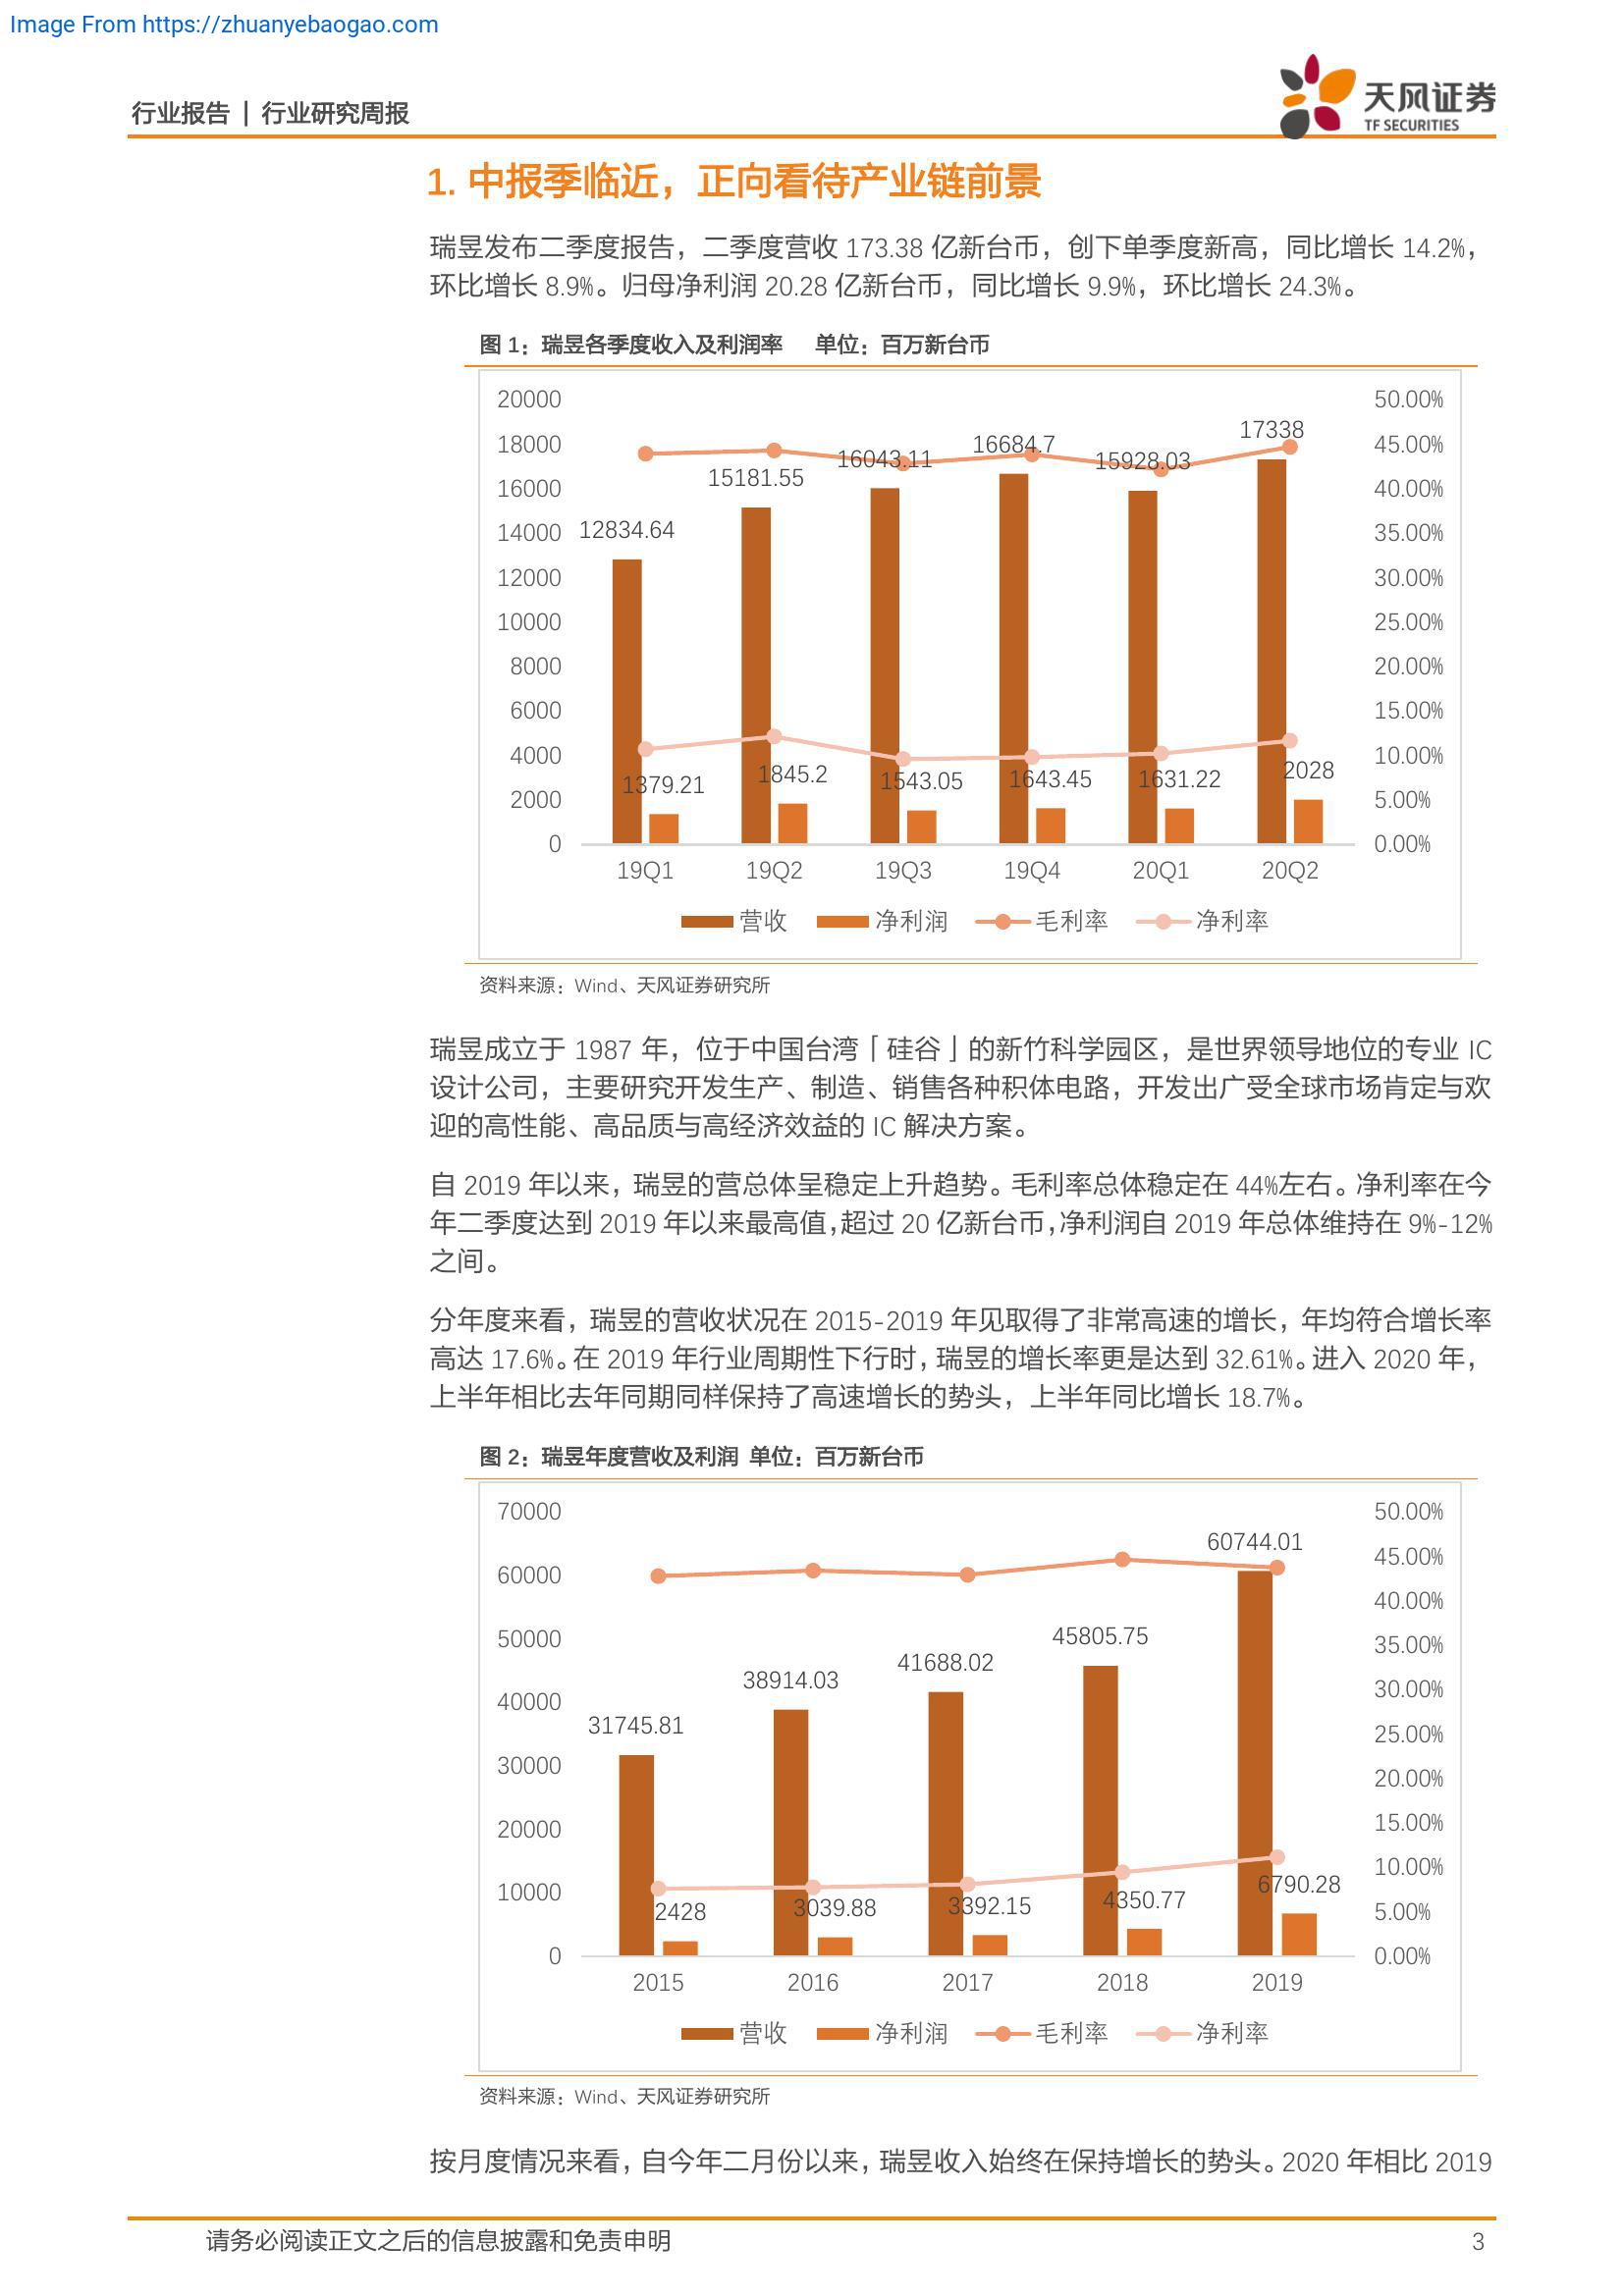 Image From https://zhuanyebaogao.com
行业报告 | 行业研究周报
天风证券
TF SECURITIES
1. 中报季临近，正向看待产业链前景
瑞昱发布二季度报告，二季度营收 173.38 亿新台币，创下单季度新高，同比增长 14.2%，
环比增长 8.9%。归母净利润 20.28 亿新台币，同比增长 9.9%，环比增长 24.3%。
图 1：瑞昱各季度收入及利润率 单位：百万新台币
20000
18000
16000
14000
12000
10000
8000
6000
4000
2000
0
50.00%
45.00%
40.00%
35.00%
30.00%
25.00%
20.00%
15.00%
10.00%
5.00%
0.00%
12834.64
15181.55
16043.11
16684.7
15928.03
17338
1379.21
1845.2
1543.05
1643.45
1631.22
2028
19Q1 19Q2 19Q3 19Q4 20Q1 20Q2
营收 净利润 毛利率 净利率
资料来源：Wind、天风证券研究所
瑞昱成立于 1987 年，位于中国台湾「硅谷」的新竹科学园区，是世界领导地位的专业 IC
设计公司，主要研究开发生产、制造、销售各种积体电路，开发出广受全球市场肯定与欢
迎的高性能、高品质与高经济效益的 IC 解决方案。
自 2019 年以来，瑞昱的营总体呈稳定上升趋势。毛利率总体稳定在 44%左右。净利率在今
年二季度达到 2019 年以来最高值，超过 20 亿新台币，净利润自 2019 年总体维持在 9%-12%
之间。
分年度来看，瑞昱的营收状况在 2015-2019 年见取得了非常高速的增长，年均符合增长率
高达 17.6%。在 2019 年行业周期性下行时，瑞昱的增长率更是达到 32.61%。进入 2020 年，
上半年相比去年同期同样保持了高速增长的势头，上半年同比增长 18.7%。
图 2：瑞昱年度营收及利润 单位：百万新台币
70000
60000
50000
40000
30000
20000
10000
0
50.00%
45.00%
40.00%
35.00%
30.00%
25.00%
20.00%
15.00%
10.00%
5.00%
0.00%
31745.81
38914.03
41688.02
45805.75
60744.01
2428
3039.88
3392.15
4350.77
6790.28
2015 2016 2017 2018 2019
营收 净利润 毛利率 净利率
资料来源：Wind、天风证券研究所
按月度情况来看，自今年二月份以来，瑞昱收入始终在保持增长的势头。2020 年相比 2019
请务必阅读正文之后的信息披露和免责申明
3